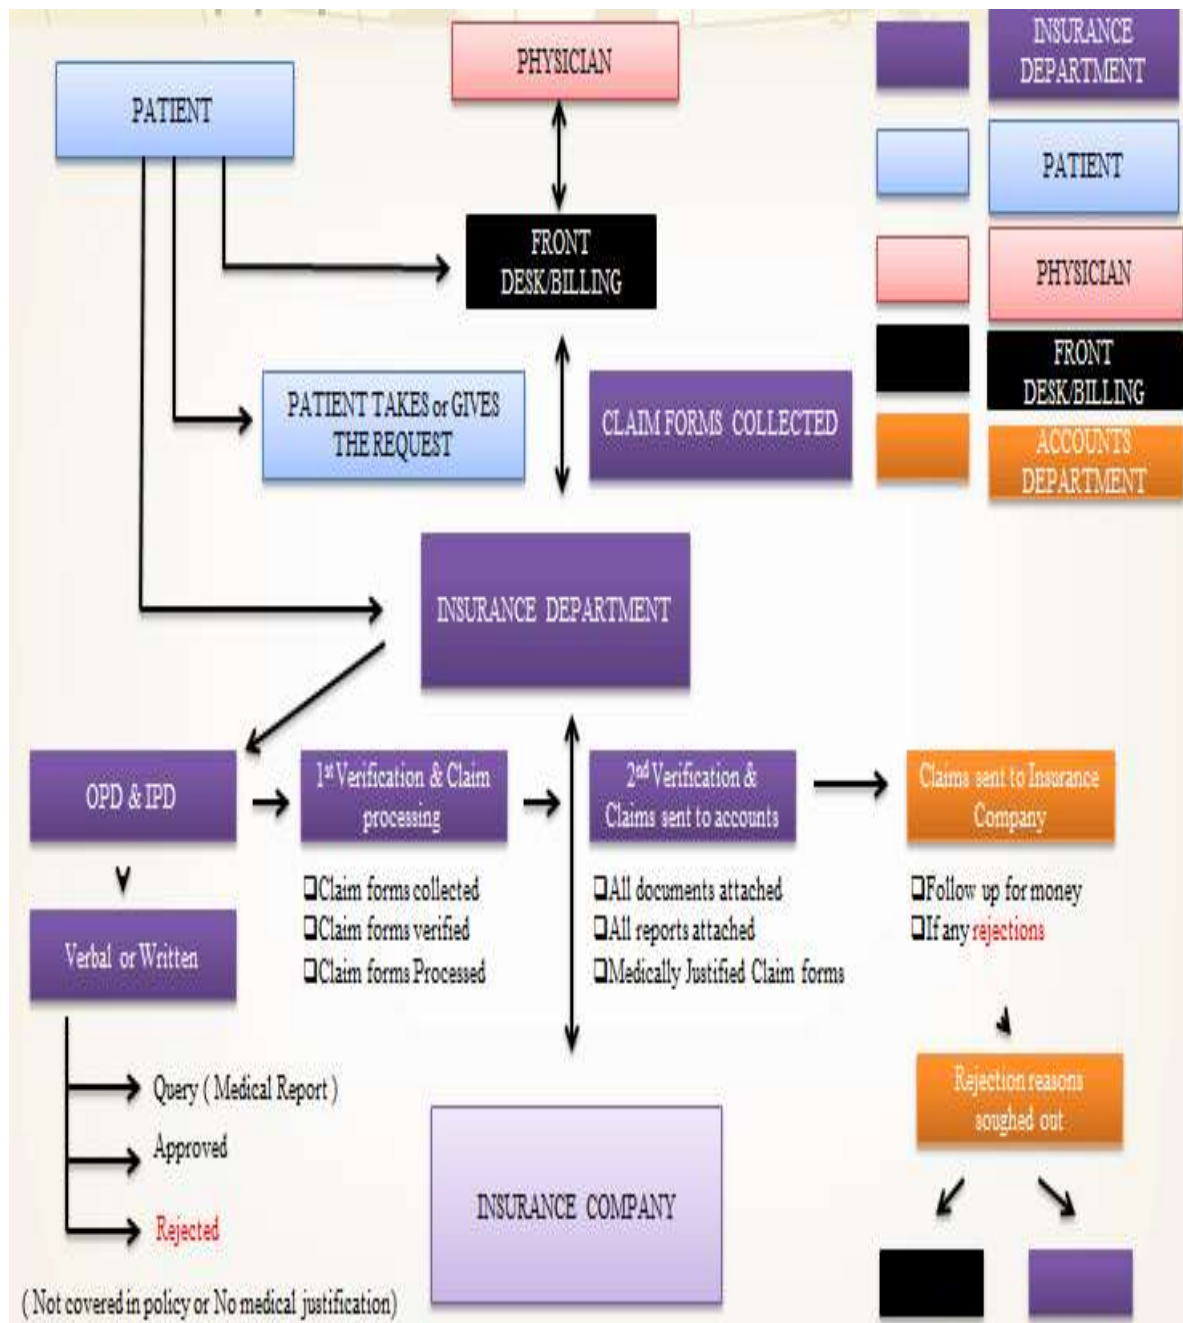 PATIENT
PHYSICIAN
FRONT
DESK/BILLING
PATIENT TAKES or GIVES
THE REQUEST
CLAIM FORMS COLLECTED
INSURANCE DEPARTMENT
INSURANCE
DEPARTMENT
PATIENT
PHYSICIAN
FRONT
DESK/BILLING
ACCOUNTS
DEPARTMENT
OPD & IPD
1st Verification & Claim
processing
2nd Verification &
Claims sent to accounts
Claims sent to Insurance
Company
❑Claim forms collected
❑Claim forms verified
❑Claim forms Processed
❑All documents attached
❑All reports attached
❑Medically Justified Claim forms
❑Follow up for money
❑If any rejections
Verbal or Written
Query ( Medical Report )
Approved
Rejected
( Not covered in policy or No medical justification)
INSURANCE COMPANY
Rejection reasons
soughed out